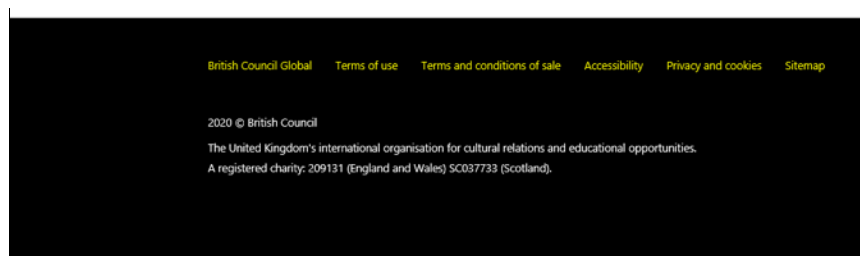 British Council Global Terms of use Terms and conditions of sale Accessibility Privacy and cookies Sitemap
2020 © British Council
The United Kingdom's international organisation for cultural relations and educational opportunities.
A registered charity: 209131 (England and Wales) SC037733 (Scotland).